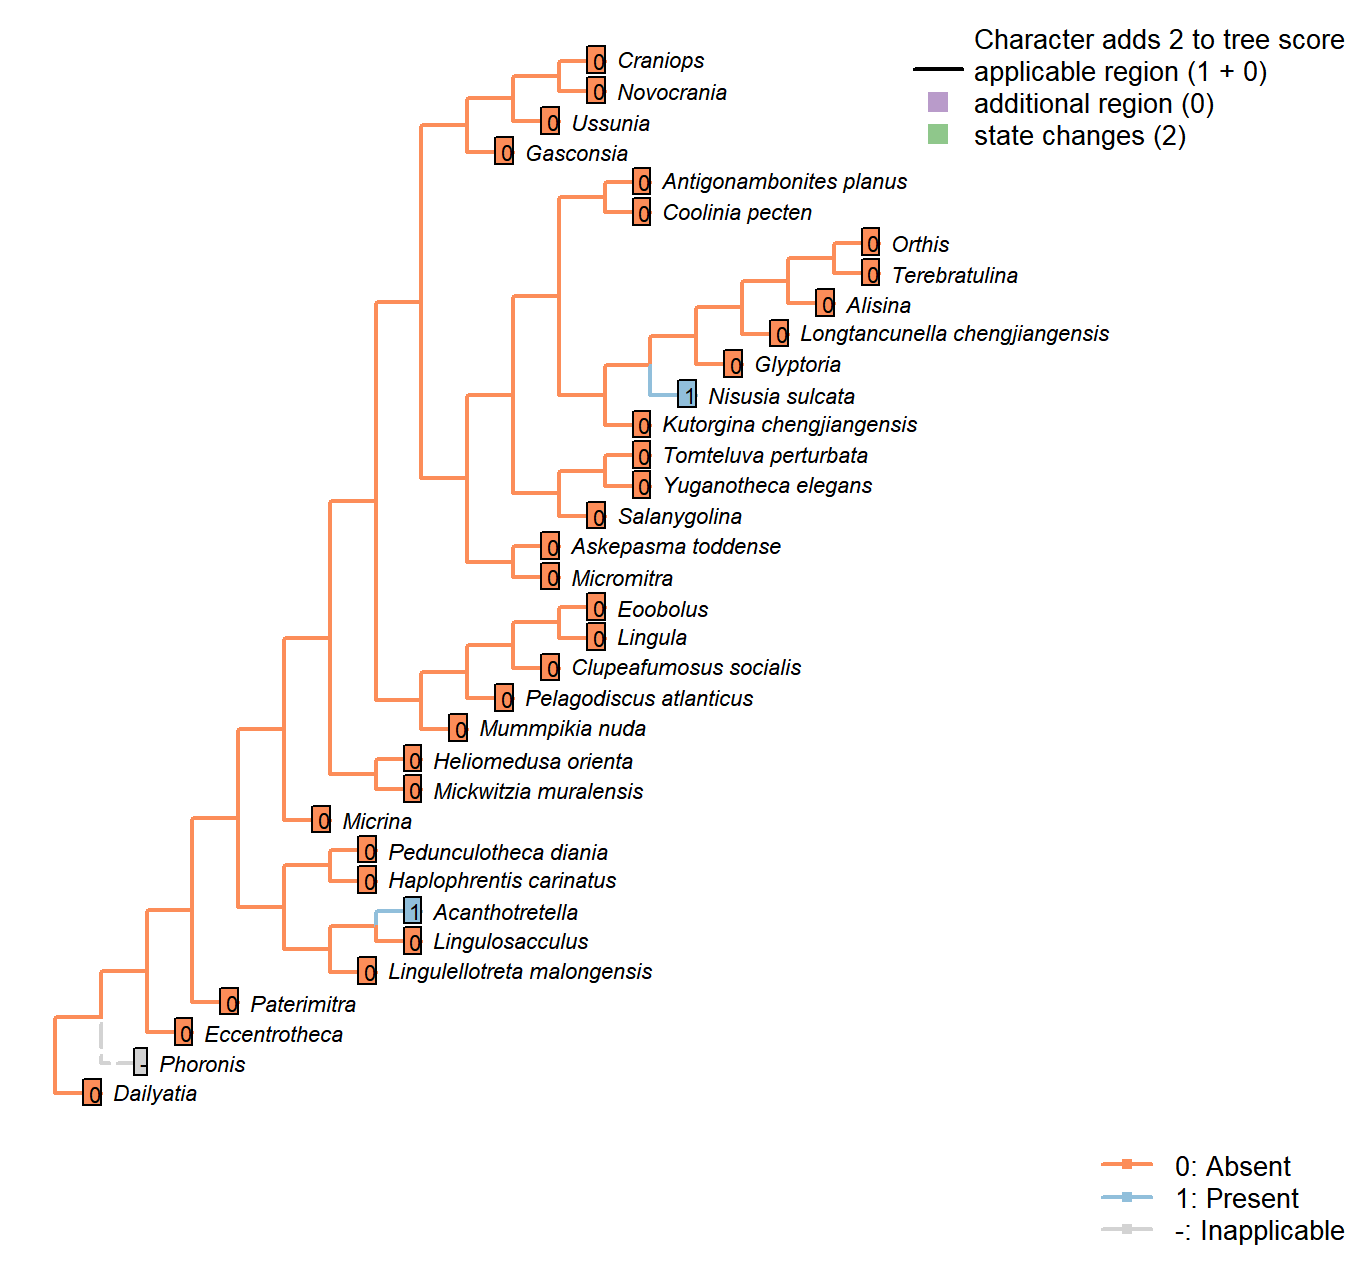 Character adds 2 to tree score
applicable region (1 + 0)
additional region (0)
state changes (2)
0 Craniops
0 Novocrania
0 Ussunia
0 Gasconsia
0 Antigonambonites planus
0 Coolinia pecten
0 Orthis
0 Terebratulina
0 Alisina
0 Longtancunella chengjiangensis
0 Glyptoria
1 Nisusia sulcata
0 Kutorgina chengjiangensis
0 Tomteluva perturbata
0 Yuganotheca elegans
0 Salanygolina
0 Askepasma toddense
0 Micromitra
0 Eoobolus
0 Lingula
0 Clupeafumosus socialis
0 Pelagodiscus atlanticus
0 Mummpikia nuda
0 Heliomedusa orienta
0 Mickwitzia muralensis
0 Micrina
0 Pedunculotheca diania
0 Haplophrentis carinatus
1 Acanthotretella
0 Lingulosacculus
0 Lingulellotreta malongensis
0 Paterimitra
0 Eccentrotheca
- Phoronis
0 Dailyatia
0: Absent
1: Present
-: Inapplicable